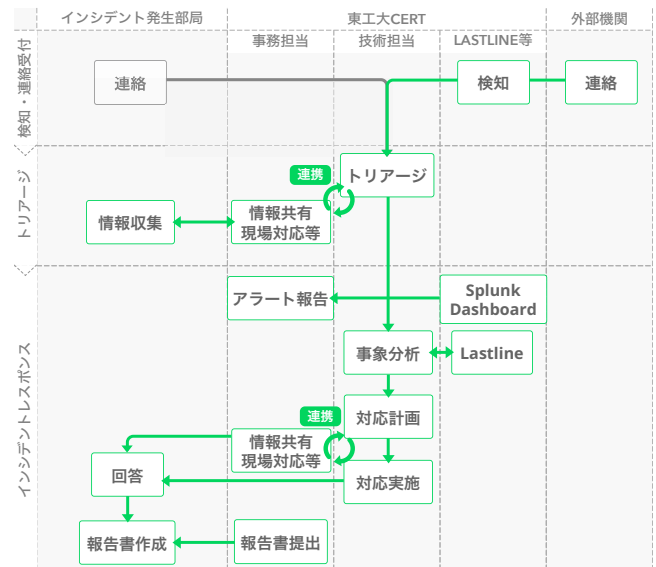 インシデント発生部局
東工大CERT
外部機関
事務担当
技術担当
LASTLINE等
検知・連絡受付
連絡
検知
連絡
トリアージ
連携
トリアージ
情報収集
情報共有
現場対応等
インシデントレスポンス
アラート報告
Splunk
Dashboard
事象分析
Lastline
連携
対応計画
情報共有
現場対応等
回答
対応実施
報告書作成
報告書提出